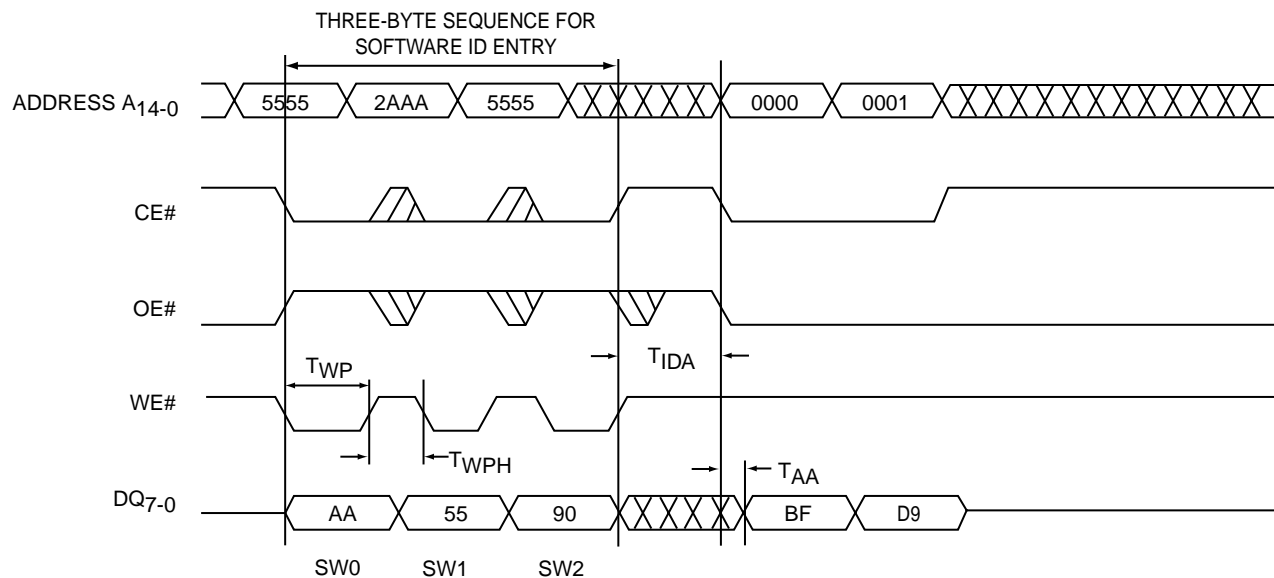 THREE-BYTE SEQUENCE FOR
SOFTWARE ID ENTRY
ADDRESS A14-0
5555 2AAA 5555 0000 0001
CE#
OE#
TWP
TIDA
WE#
TWPH
TAA
DQ7-0
AA 55 90 BF D9
SW0 SW1 SW2